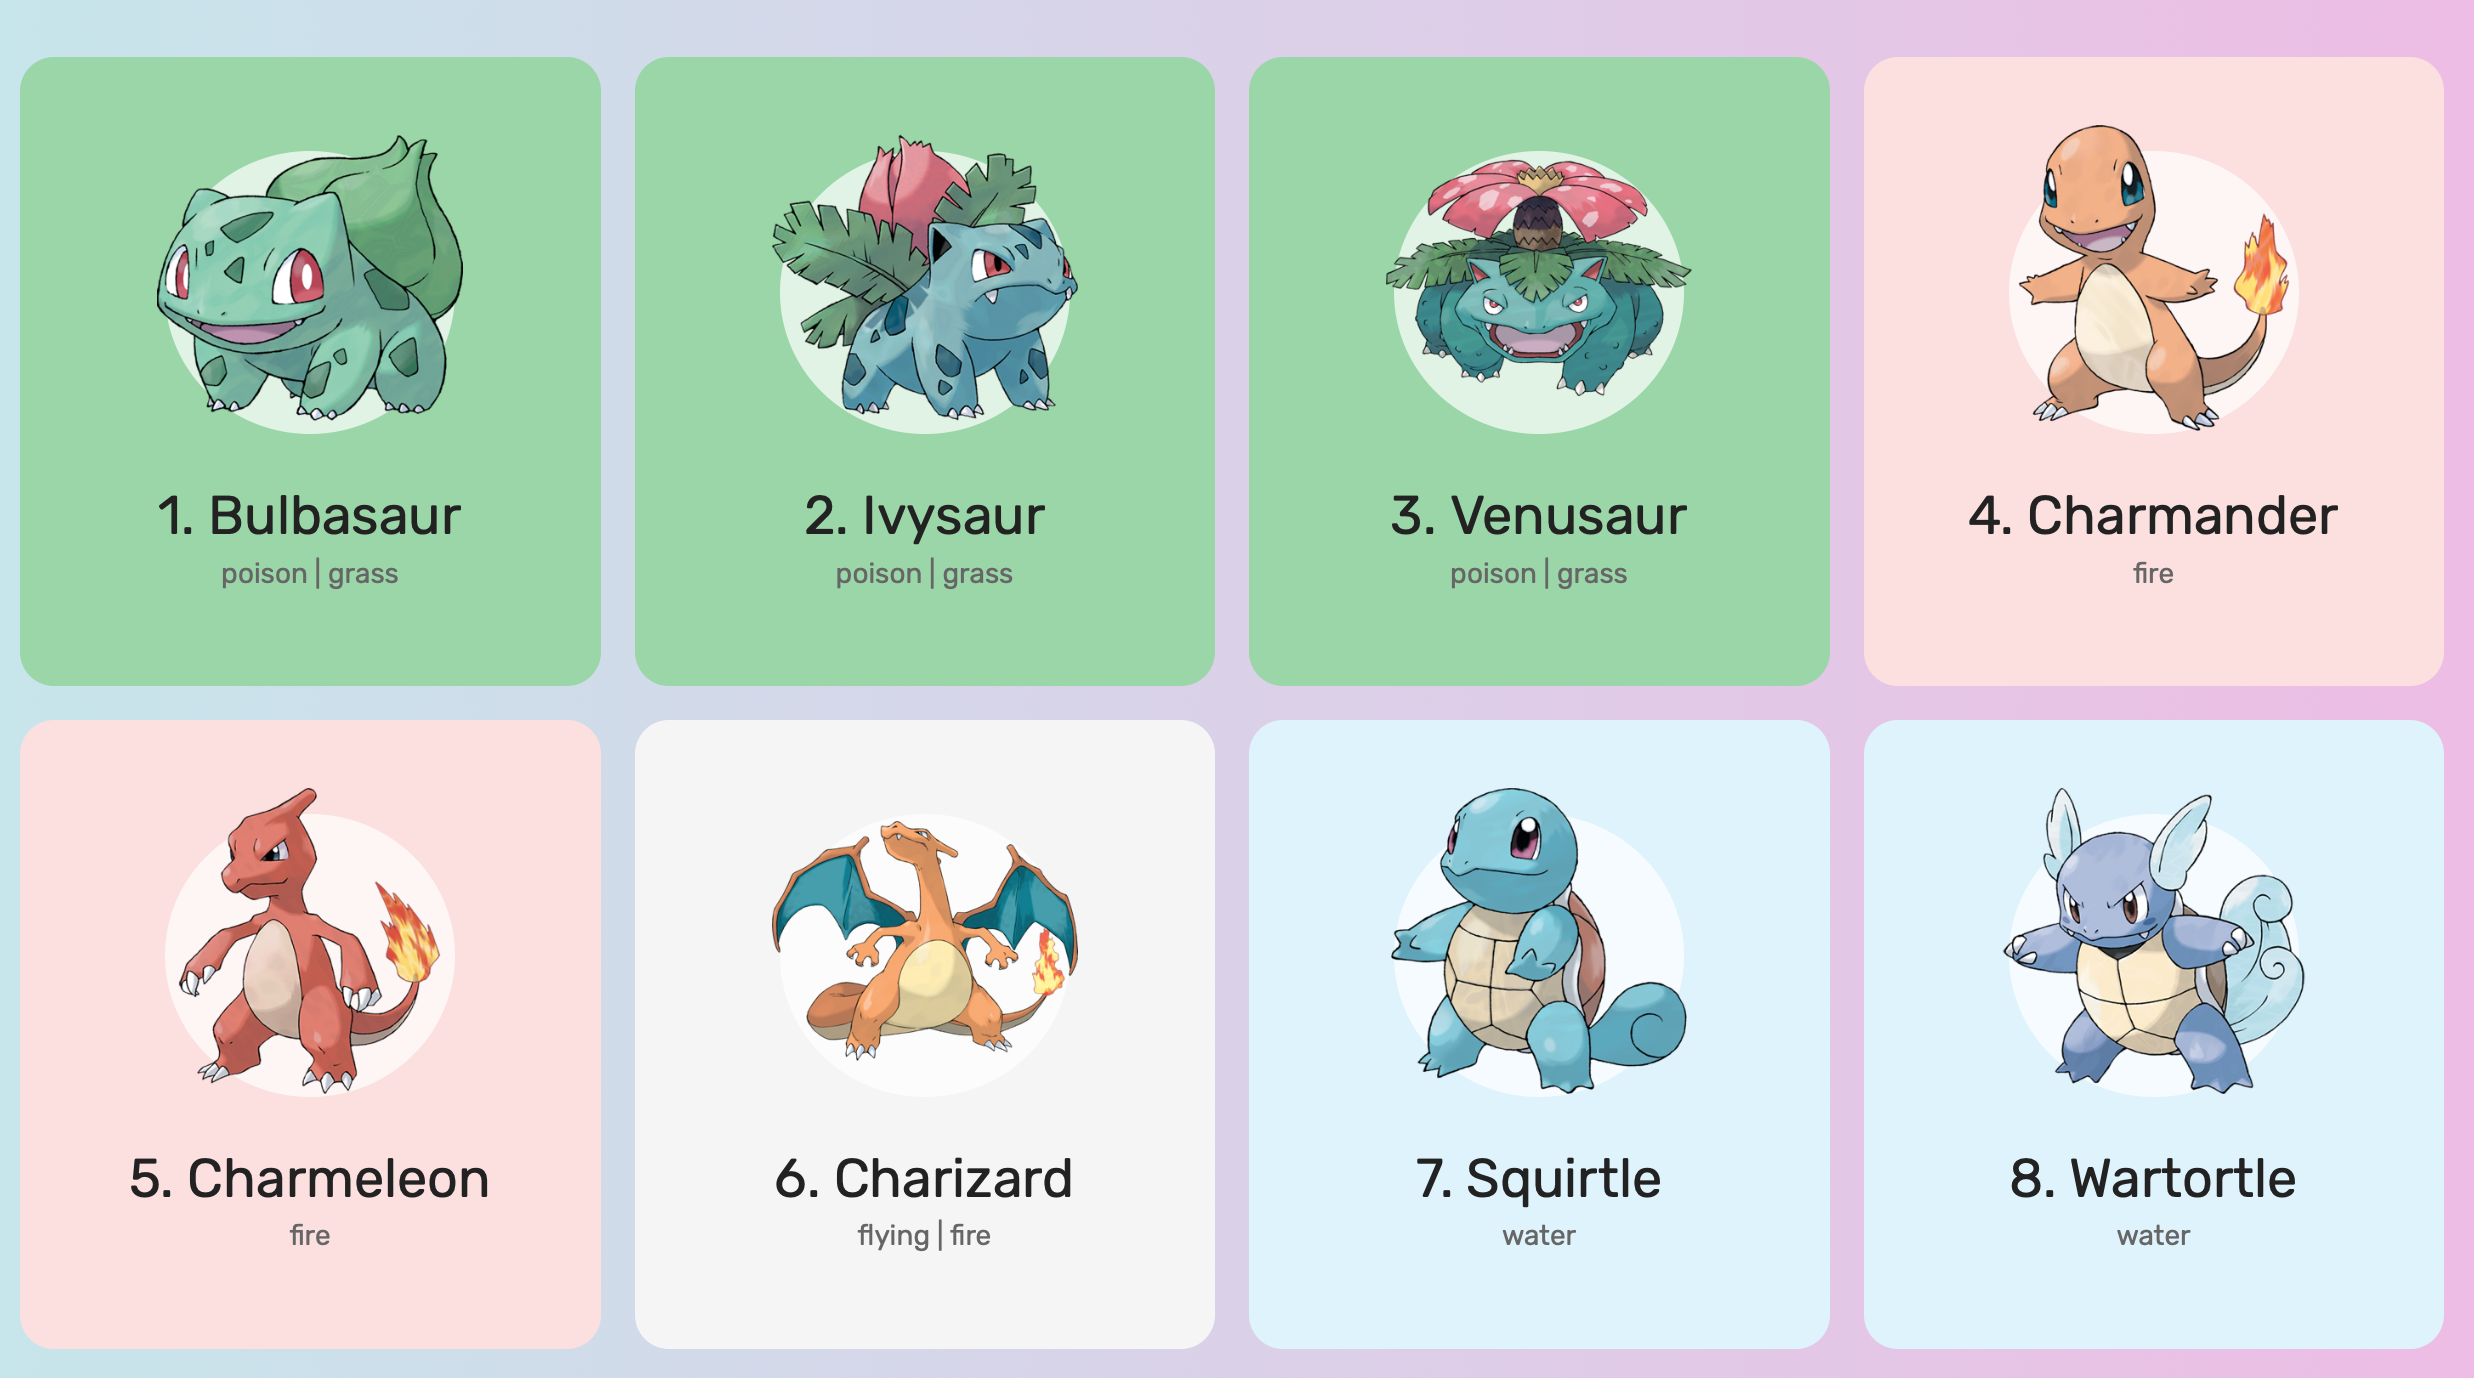 1. Bulbasaur
poison | grass
2. Ivysaur
poison | grass
3. Venusaur
poison | grass
4. Charmander
fire
5. Charmeleon
fire
6. Charizard
flying | fire
7. Squirtle
water
8. Wartortle
water